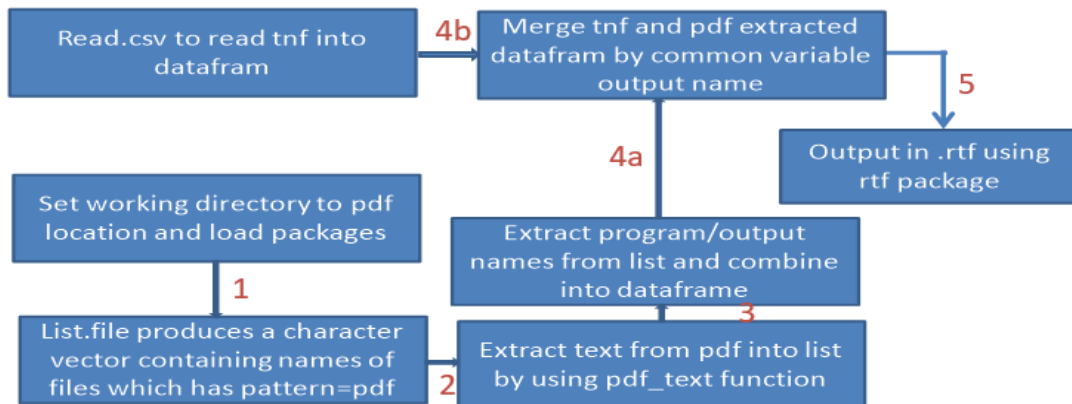 Read.csv to read tnf into
datafram
4b
Merge tnf and pdf extracted
datafram by common variable
output name
5
Output in .rtf using
rtf package
4a
Set working directory to pdf
location and load packages
Extract program/output
names from list and combine
into dataframe
1
3
List.file produces a character
vector containing names of
files which has pattern=pdf
2
Extract text from pdf into list
by using pdf_text function